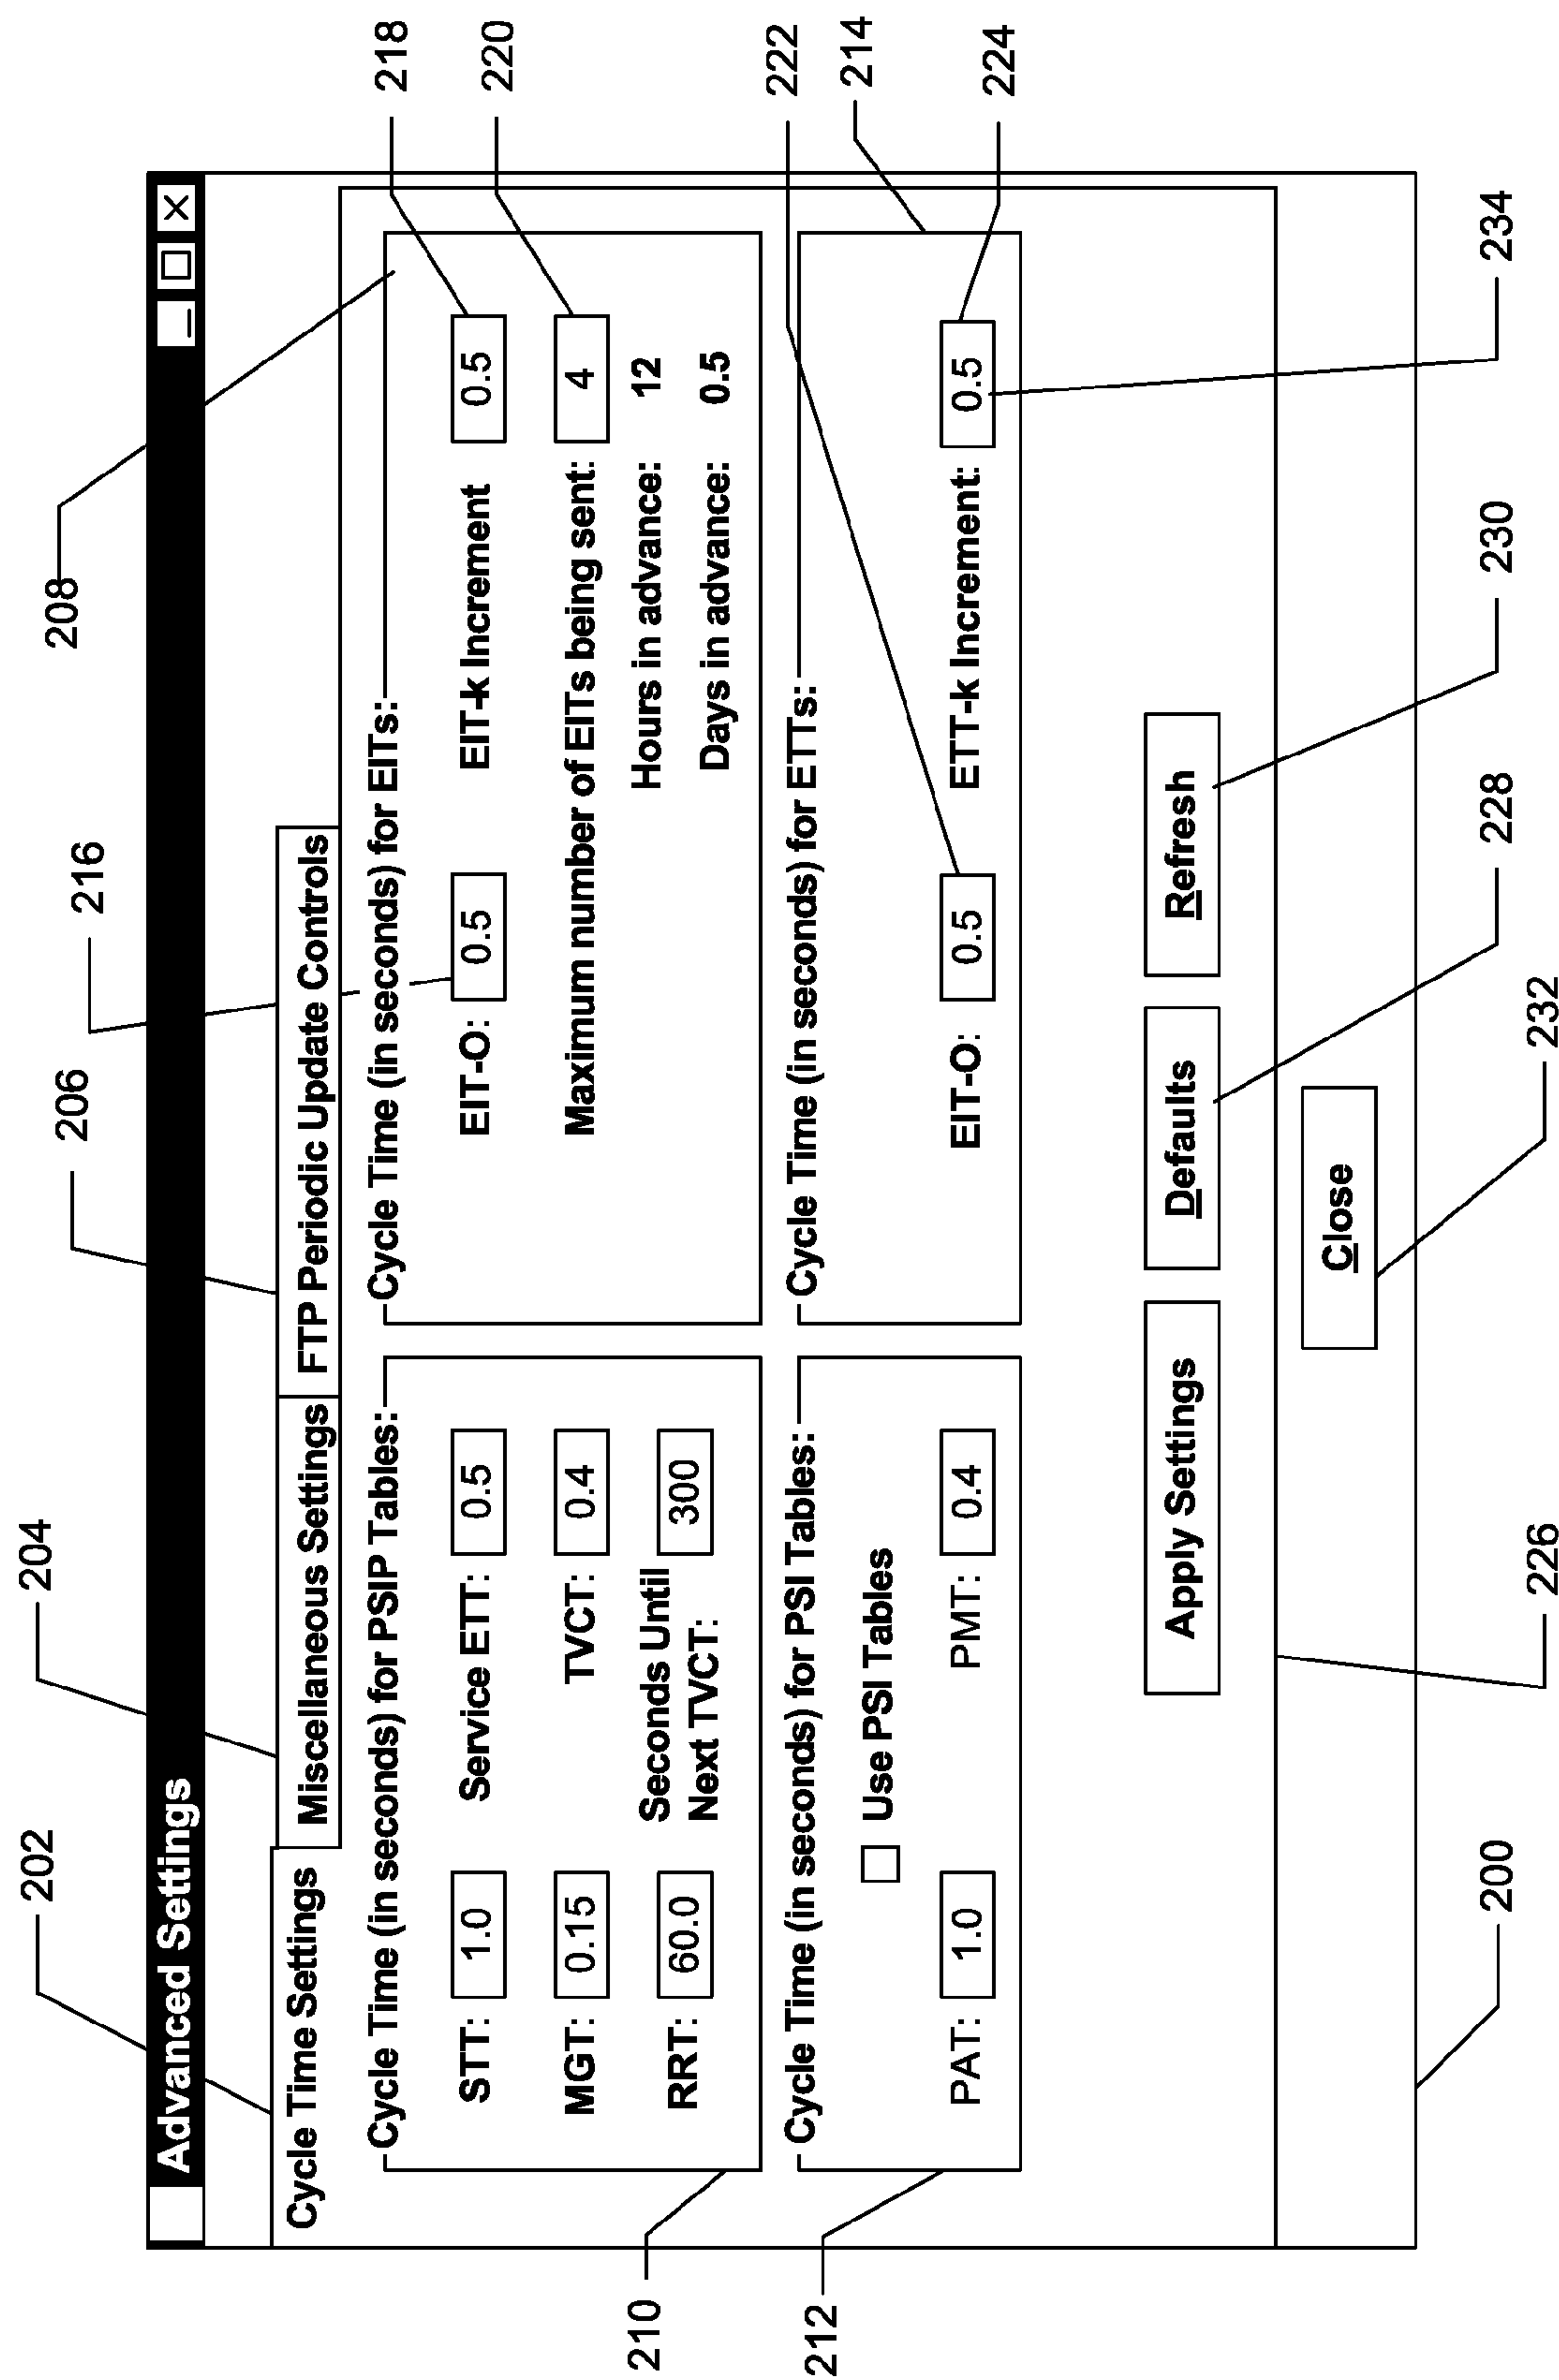 Advanced Settings
Cycle Time Settings
Miscellaneous Settings
FTP Periodic Update Controls
Cycle Time (in seconds) for PSIP Tables:
STT: 1.0 Service ETT: 0.5
MGT: 0.15 TVCT: 0.4
RRT: 60.0 Seconds Until
Next TVCT: 300
Cycle Time (in seconds) for EITs:
EIT-O: 0.5 EIT-k Increment 0.5
Maximum number of EITs being sent: 4
Hours in advance: 12
Days in advance: 0.5
Cycle Time (in seconds) for PSI Tables:
Use PSI Tables
PAT: 1.0 PMT: 0.4
Cycle Time (in seconds) for ETTs:
EIT-O: 0.5 ETT-k Increment: 0.5
Apply Settings
Defaults
Refresh
Close
202
204
206
216
208
210
212
218
220
222
214
224
234
200
226
232
228
230